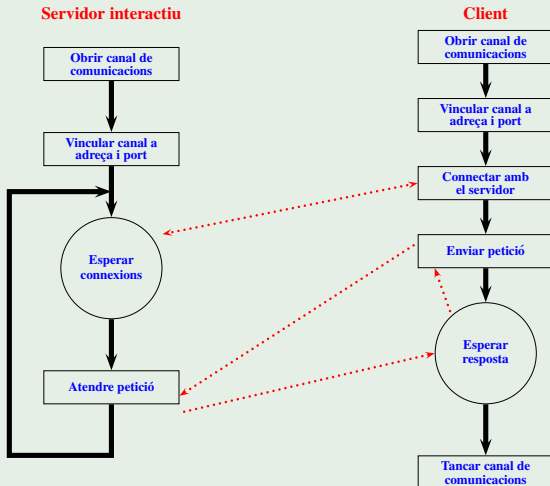 Servidor interactiu
Obrir canal de
comunicacions
Vincular canal a
adreça i port
Esperar
connexions
Atendre petició
Client
Obrir canal de
comunicacions
Vincular canal a
adreça i port
Connectar amb
el servidor
Enviar petició
Esperar
resposta
Tancar canal de
comunicacions